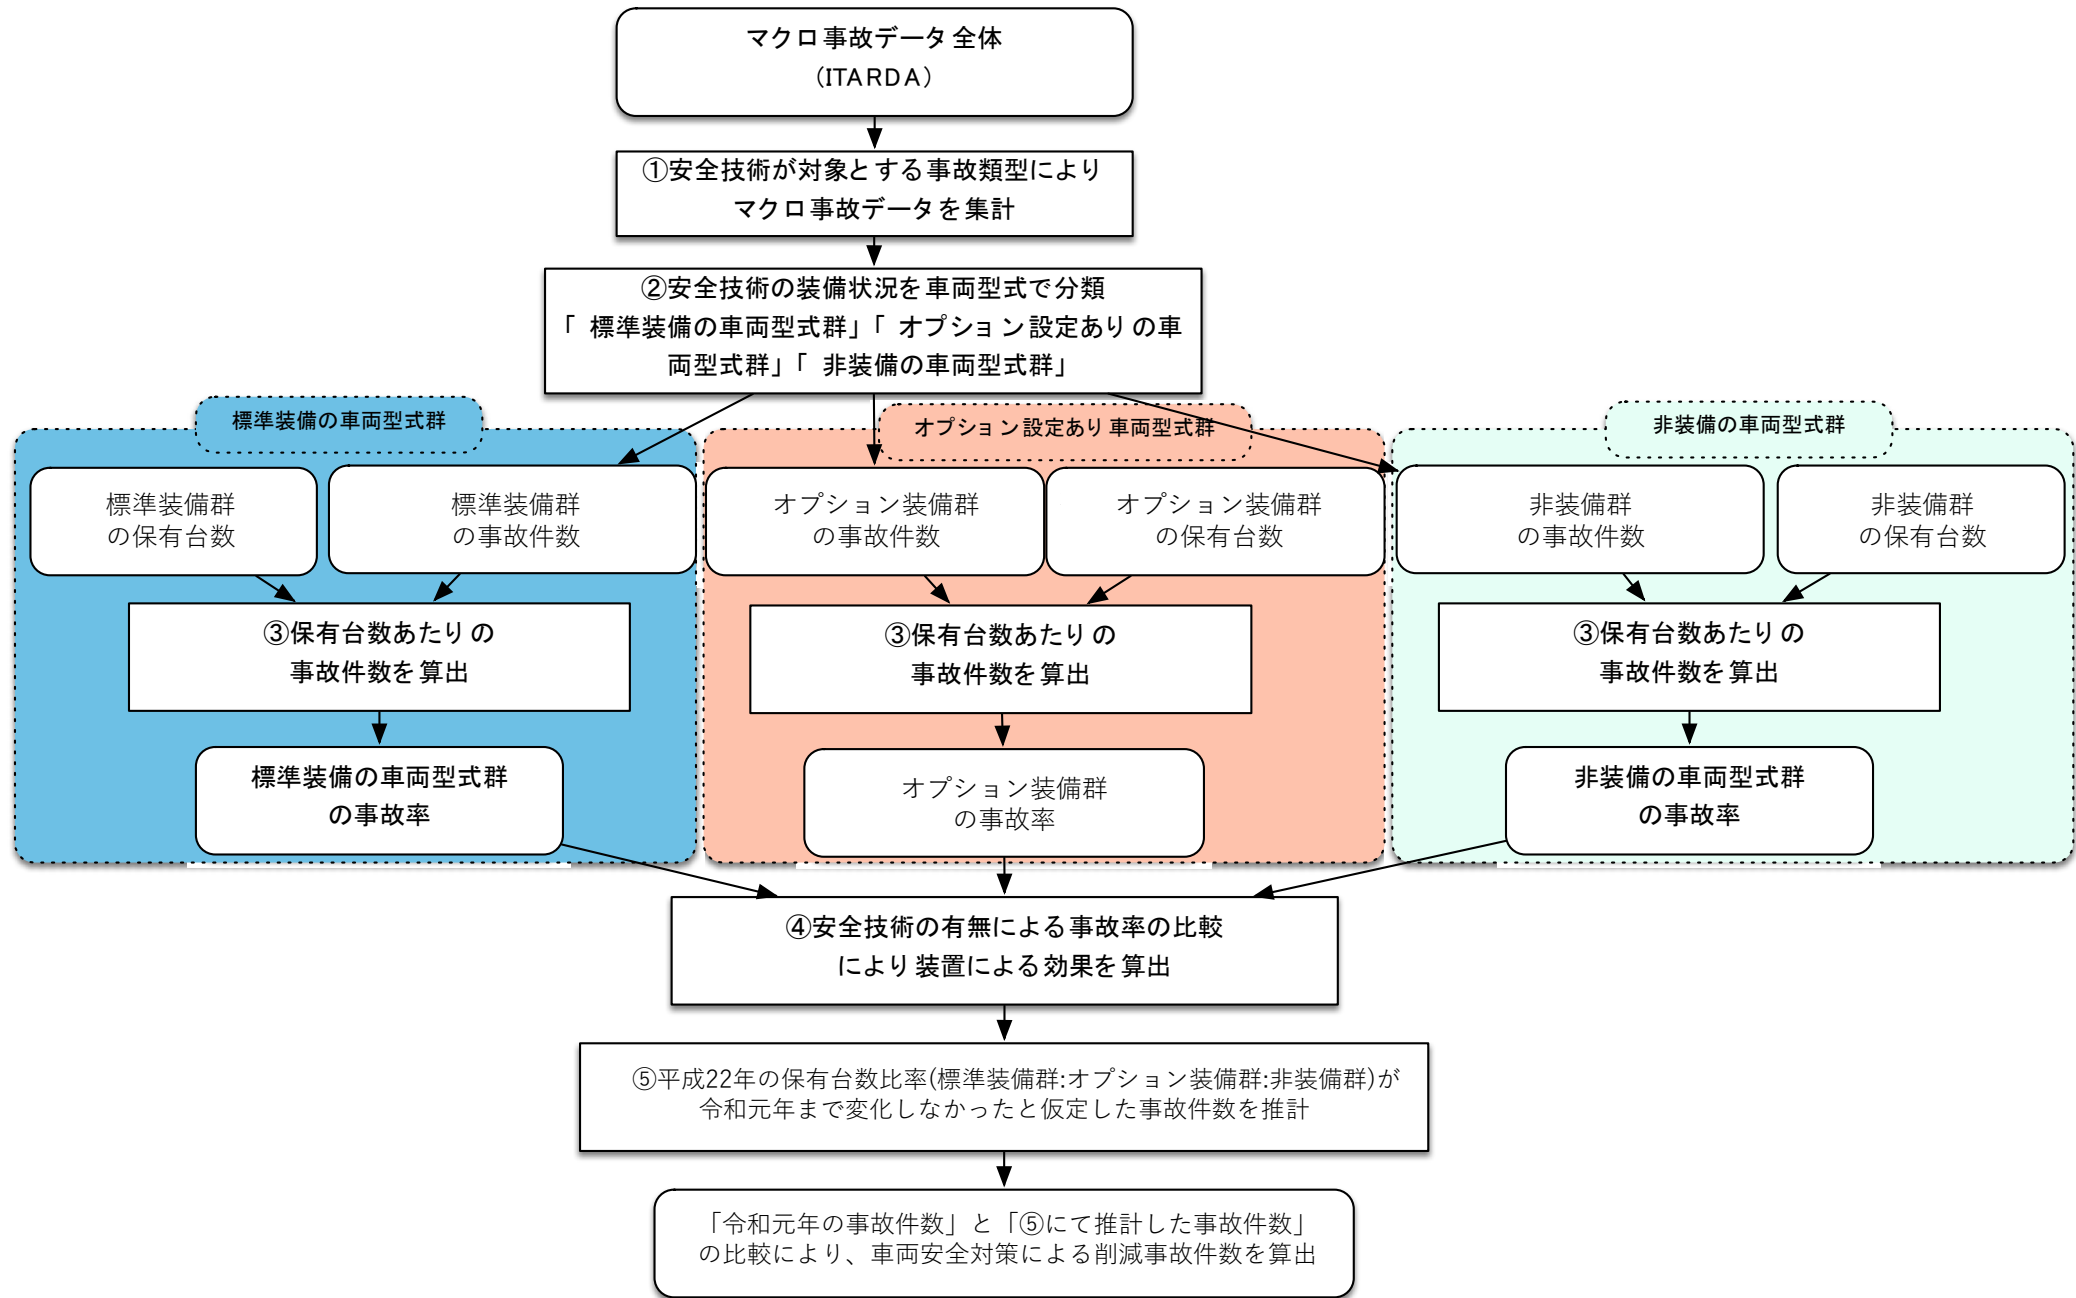 マクロ事故データ全体
（ITARDA）
①安全技術が対象とする事故類型により
マクロ事故データを集計
②安全技術の装備状況を車両型式で分類
「標準装備の車両型式群」「オプション設定ありの車
両型式群」「非装備の車両型式群」
標準装備の車両型式群
標準装備群
の保有台数
標準装備群
の事故件数
③保有台数あたりの
事故件数を算出
標準装備の車両型式群
の事故率
オプション設定あり車両型式群
オプション装備群
の事故件数
オプション装備群
の保有台数
③保有台数あたりの
事故件数を算出
オプション装備群
の事故率
非装備の車両型式群
非装備群
の事故件数
非装備群
の保有台数
③保有台数あたりの
事故件数を算出
非装備の車両型式群
の事故率
④安全技術の有無による事故率の比較
により装置による効果を算出
⑤平成22年の保有台数比率(標準装備群:オプション装備群:非装備群)が
令和元年まで変化しなかったと仮定した事故件数を推計
「令和元年の事故件数」と「⑤にて推計した事故件数」
の比較により、車両安全対策による削減事故件数を算出